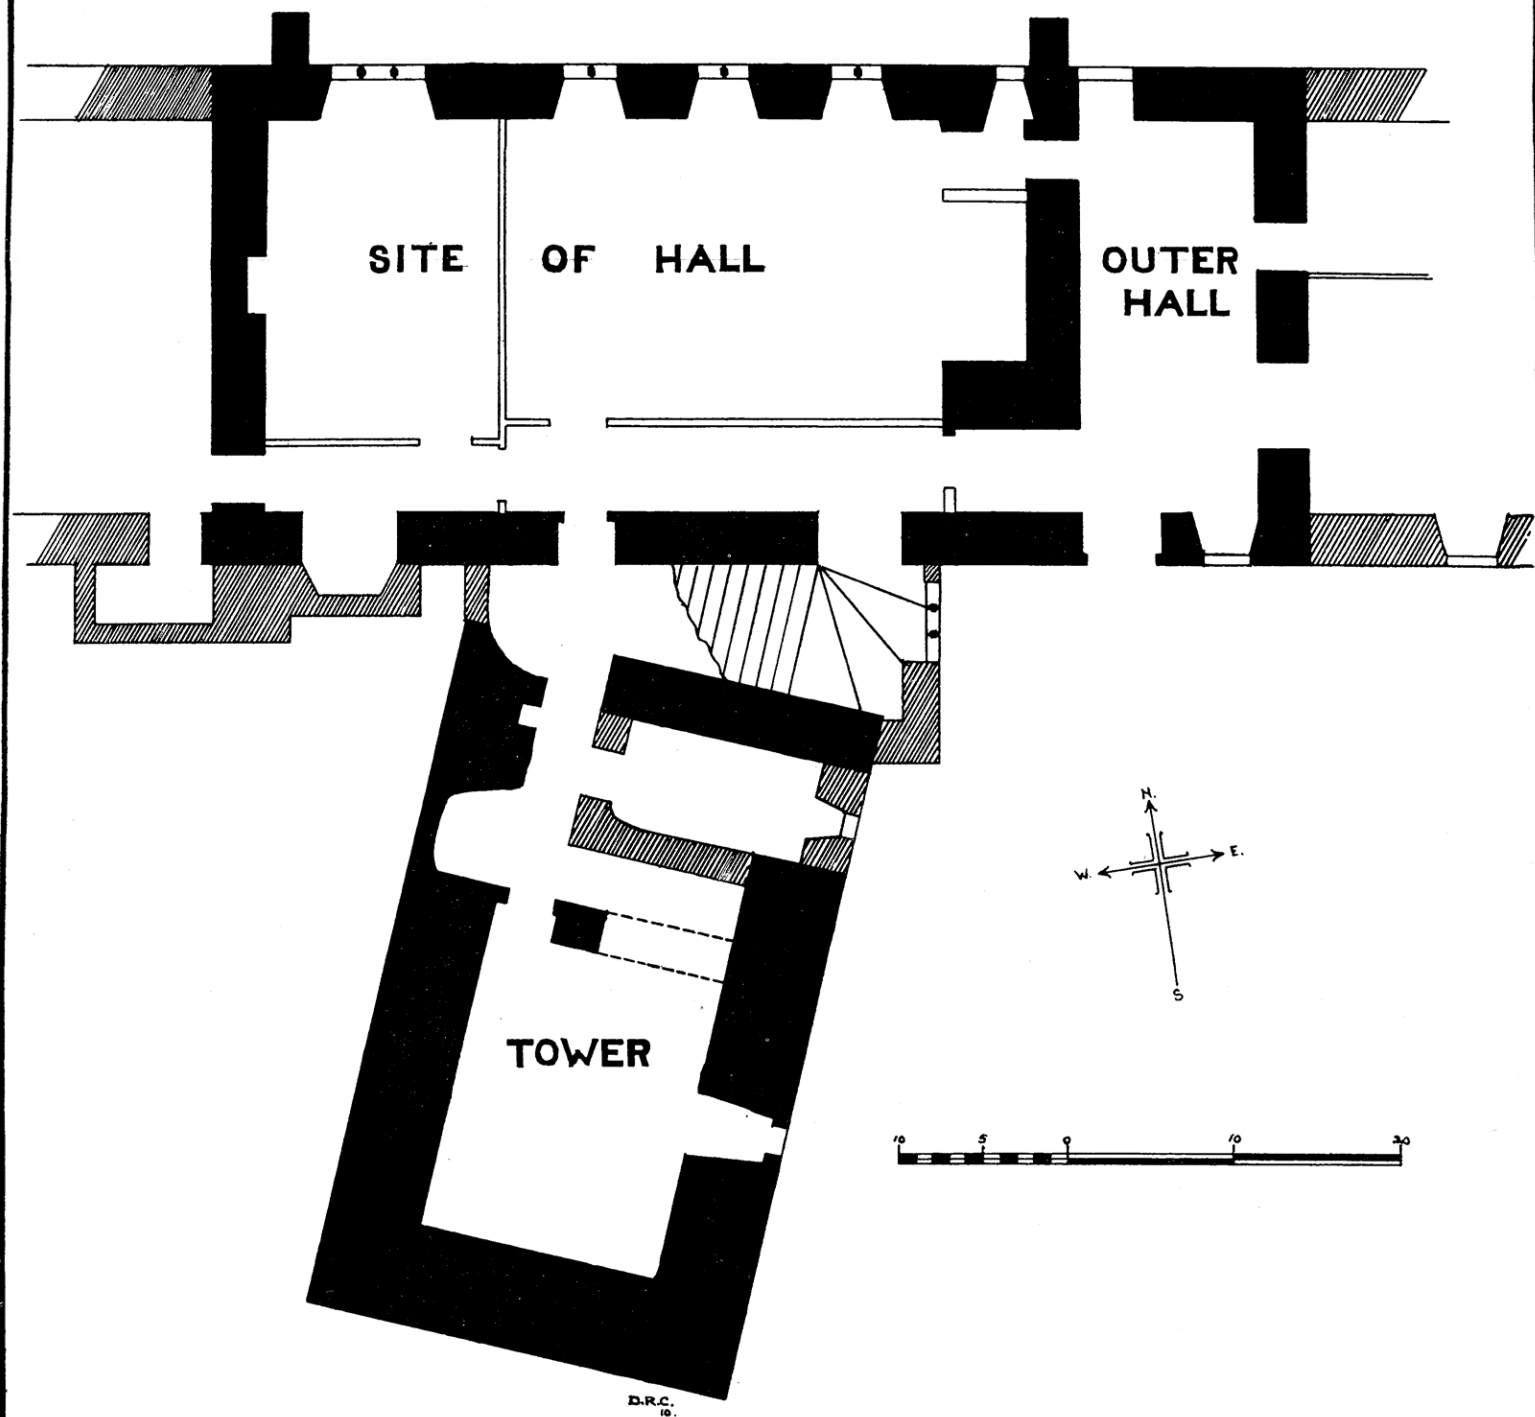 SITE OF HALL
OUTER
HALL
N.
W. E.
S
TOWER
10 5 0 10 20
D.R.C.
10.